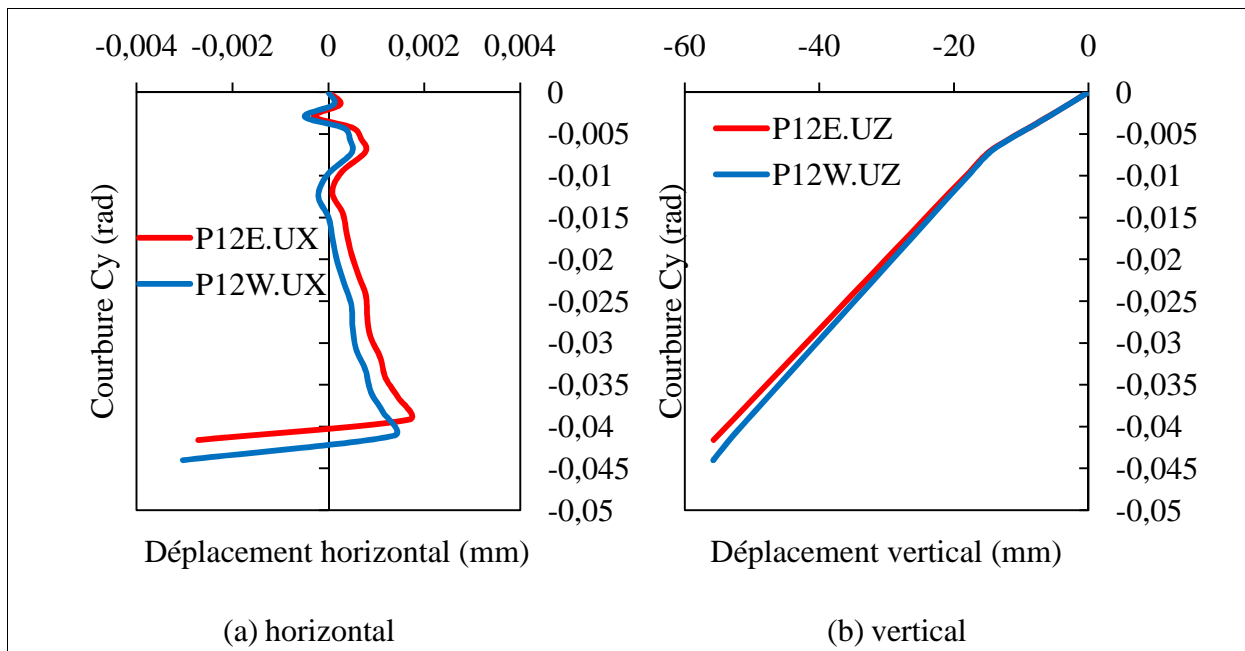 -0,004 -0,002 0 0,002 0,004
0
-0,005
-0,01
-0,015
-0,02
-0,025
-0,03
-0,035
-0,04
-0,045
-0,05
Courbure Cy (rad)
P12E.UX
P12W.UX
Déplacement horizontal (mm)
(a) horizontal
-60 -40 -20 0
0
-0,005
-0,01
-0,015
-0,02
-0,025
-0,03
-0,035
-0,04
-0,045
-0,05
Courbure Cy (rad)
P12E.UZ
P12W.UZ
Déplacement vertical (mm)
(b) vertical